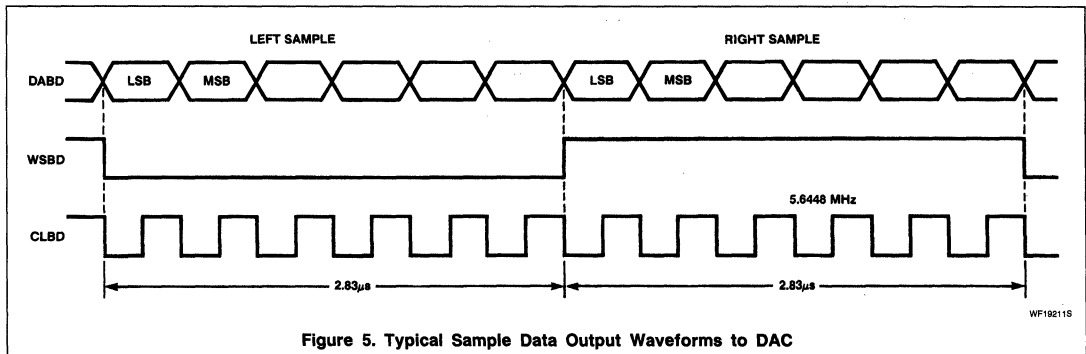 LEFT SAMPLE
RIGHT SAMPLE
DABD
LSB
MSB
LSB
MSB
WSBD
5.6448 MHz
CLBD
2.83µs
2.83µs
WF19211S
Figure 5. Typical Sample Data Output Waveforms to DAC